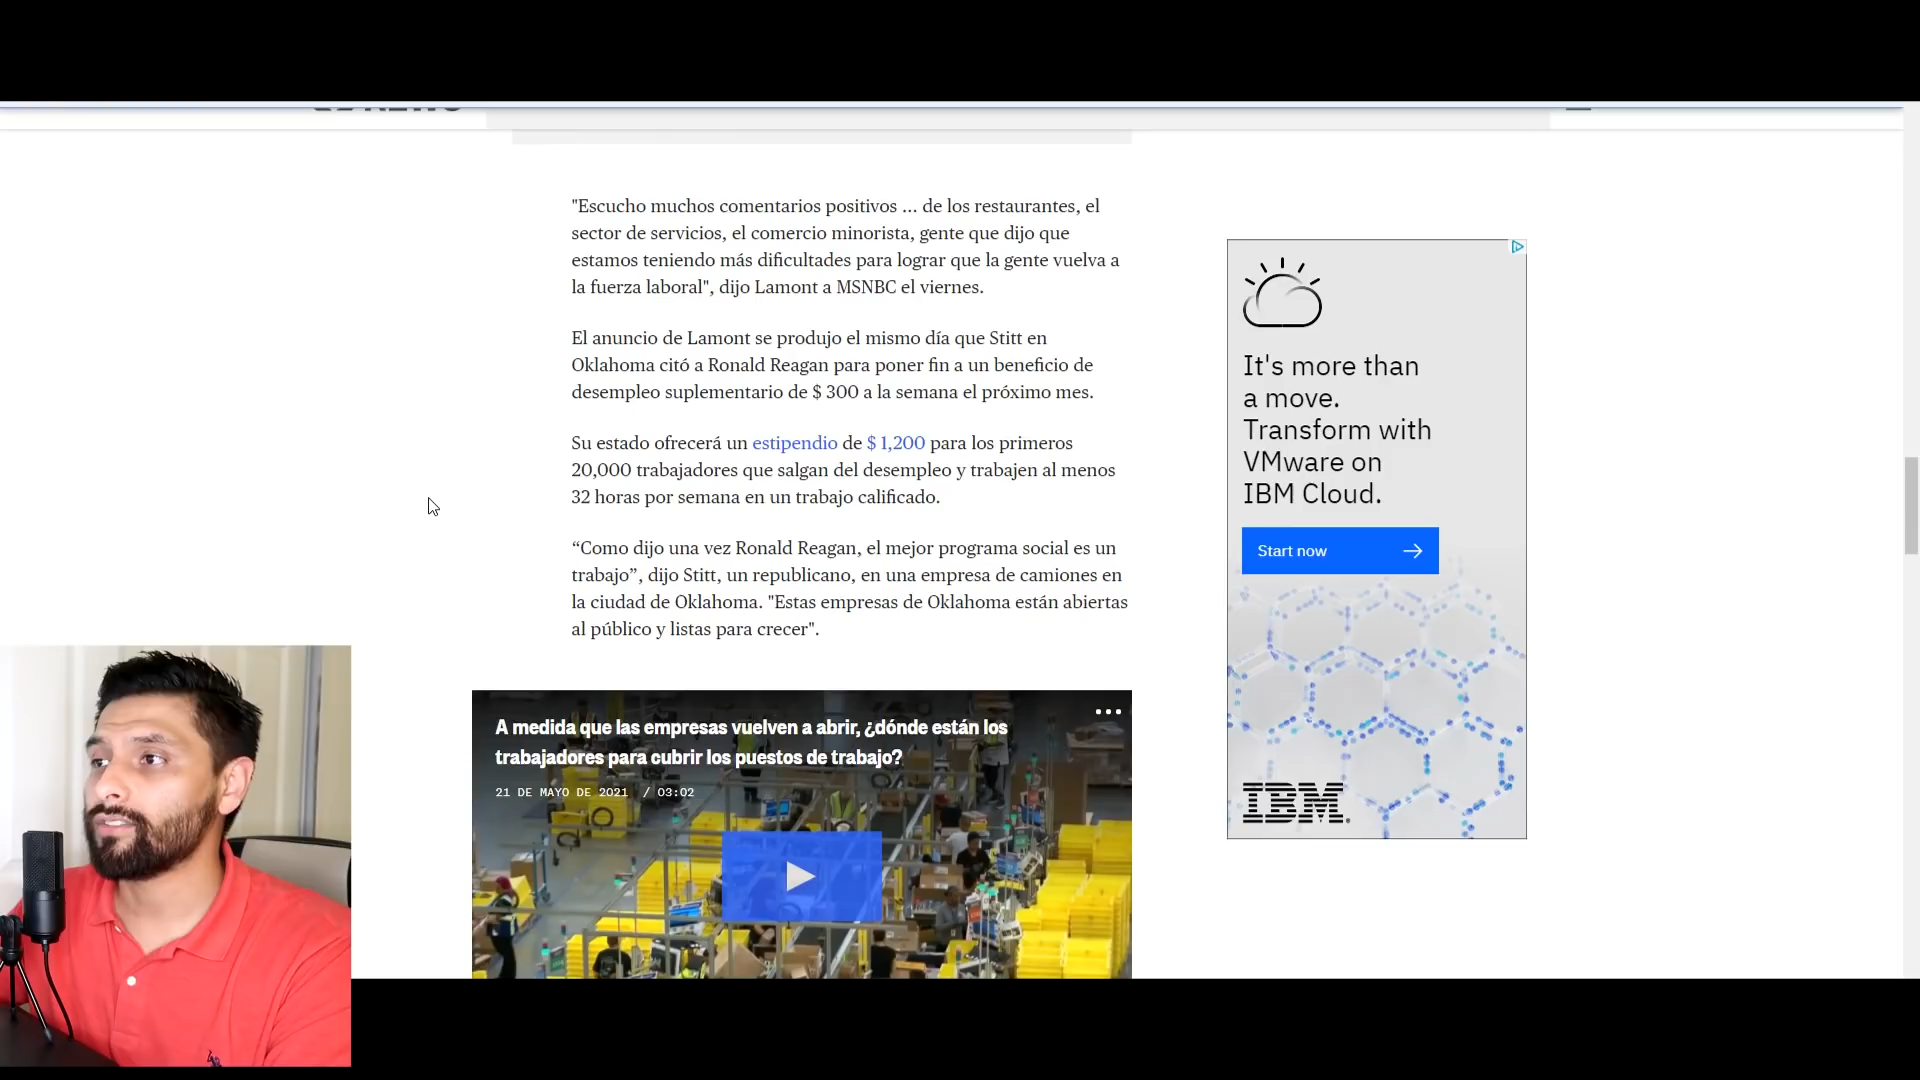 "Escucho muchos comentarios positivos ... de los restaurantes, el
sector de servicios, el comercio minorista, gente que dijo que
estamos teniendo más dificultades para lograr que la gente vuelva a
la fuerza laboral", dijo Lamont a MSNBC el viernes.
El anuncio de Lamont se produjo el mismo día que Stitt en
Oklahoma citó a Ronald Reagan para poner fin a un beneficio de
desempleo suplementario de $ 300 a la semana el próximo mes.
Su estado ofrecerá un estipendio de $ 1,200 para los primeros
20,000 trabajadores que salgan del desempleo y trabajen al menos
32 horas por semana en un trabajo calificado.
“Como dijo una vez Ronald Reagan, el mejor programa social es un
trabajo”, dijo Stitt, un republicano, en una empresa de camiones en
la ciudad de Oklahoma. "Estas empresas de Oklahoma están abiertas
al público y listas para crecer".
A medida que las empresas vuelven a abrir, ¿dónde están los
trabajadores para cubrir los puestos de trabajo?
21 DE MAYO DE 2021 / 03:02
It's more than
a move.
Transform with
VMware on
IBM Cloud.
Start now
IBM